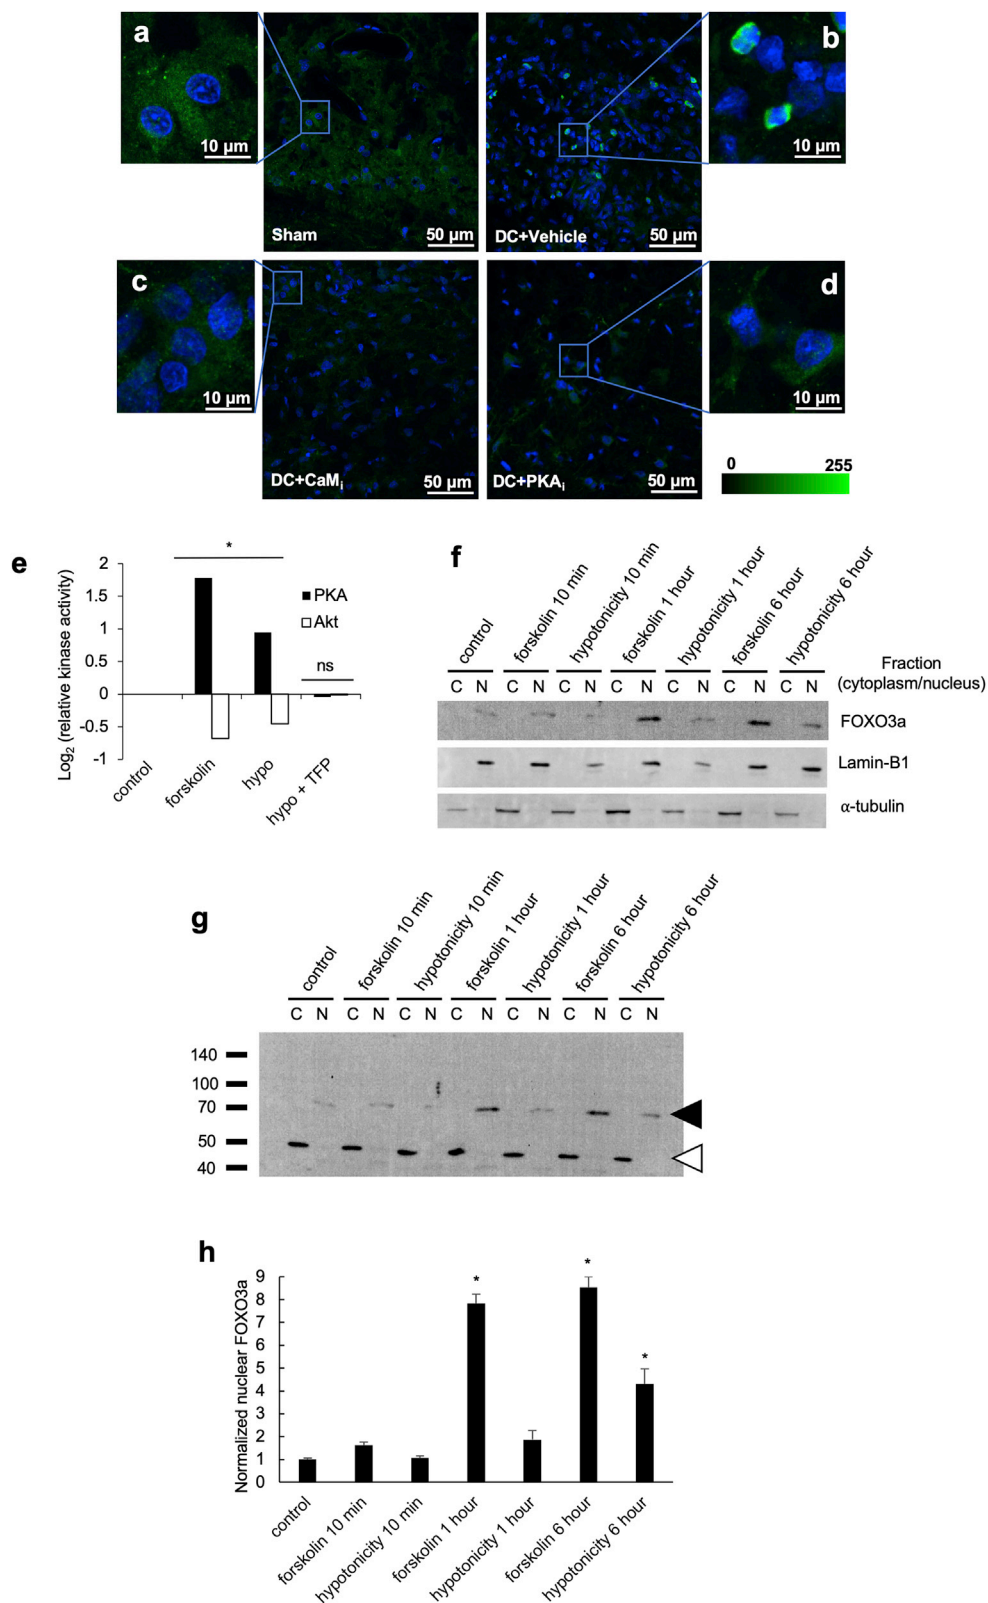 a
b
10 µm
Sham
50 µm
DC+Vehicle
50 µm
10 µm
c
d
10 µm
DC+CaMi
50 µm
DC+PKAi
50 µm
10 µm
0 255
e
Log2 (relative kinase activity)
2
1.5
1
0.5
0
-0.5
-1
*
PKA
Akt
ns
control
forskolin
hypo
hypo + TFP
f
control
forskolin 10 min
hypotonicity 10 min
forskolin 1 hour
hypotonicity 1 hour
forskolin 6 hour
hypotonicity 6 hour
C N C N C N C N C N C N C N
Fraction
(cytoplasm/nucleus)
FOXO3a
Lamin-B1
α-tubulin
g
control
forskolin 10 min
hypotonicity 10 min
forskolin 1 hour
hypotonicity 1 hour
forskolin 6 hour
hypotonicity 6 hour
C N C N C N C N C N C N C N
140
100
70
50
40
h
Normalized nuclear FOXO3a
9
8
7
6
5
4
3
2
1
0
*
*
*
control
forskolin 10 min
hypotonicity 10 min
forskolin 1 hour
hypotonicity 1 hour
forskolin 6 hour
hypotonicity 6 hour